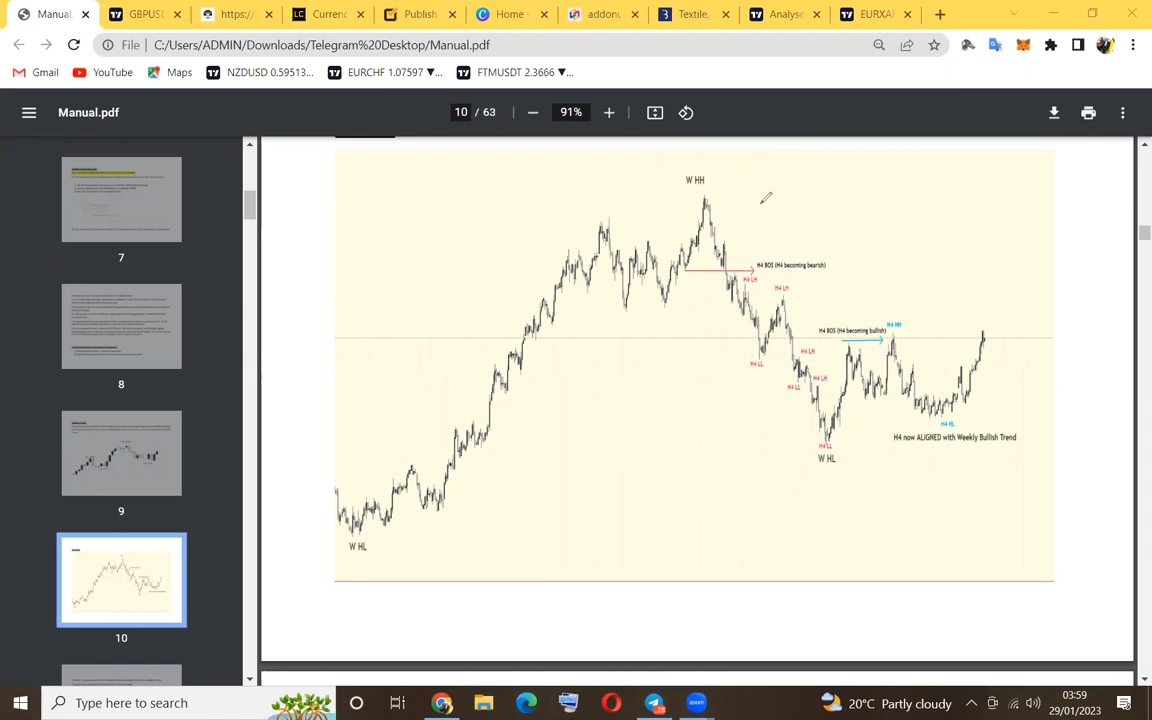 Manual.
GBPUSD
https://
Currenc
Publish
Home -
addonu
Textile,
Analyse
EURXAF
File
C:/Users/ADMIN/Downloads/Telegram%20Desktop/Manual.pdf
Gmail
YouTube
Maps
NZDUSD 0.59513...
EURCHF 1.07597 ▼...
FTMUSDT 2.3666 ▼...
Manual.pdf
10 / 63
91%
7
8
9
10
W HH
H4 BOS (H4 becoming bearish)
H4 LH
H4 LH
H4 BOS (H4 becoming bullish)
H4 HH
H4 LH
H4 LL
H4 LH
H4 LL
H4 HL
H4 now ALIGNED with Weekly Bullish Trend
H4 LL
W HL
W HL
Type here to search
28
zoom
20°C Partly cloudy
03:59
29/01/2023